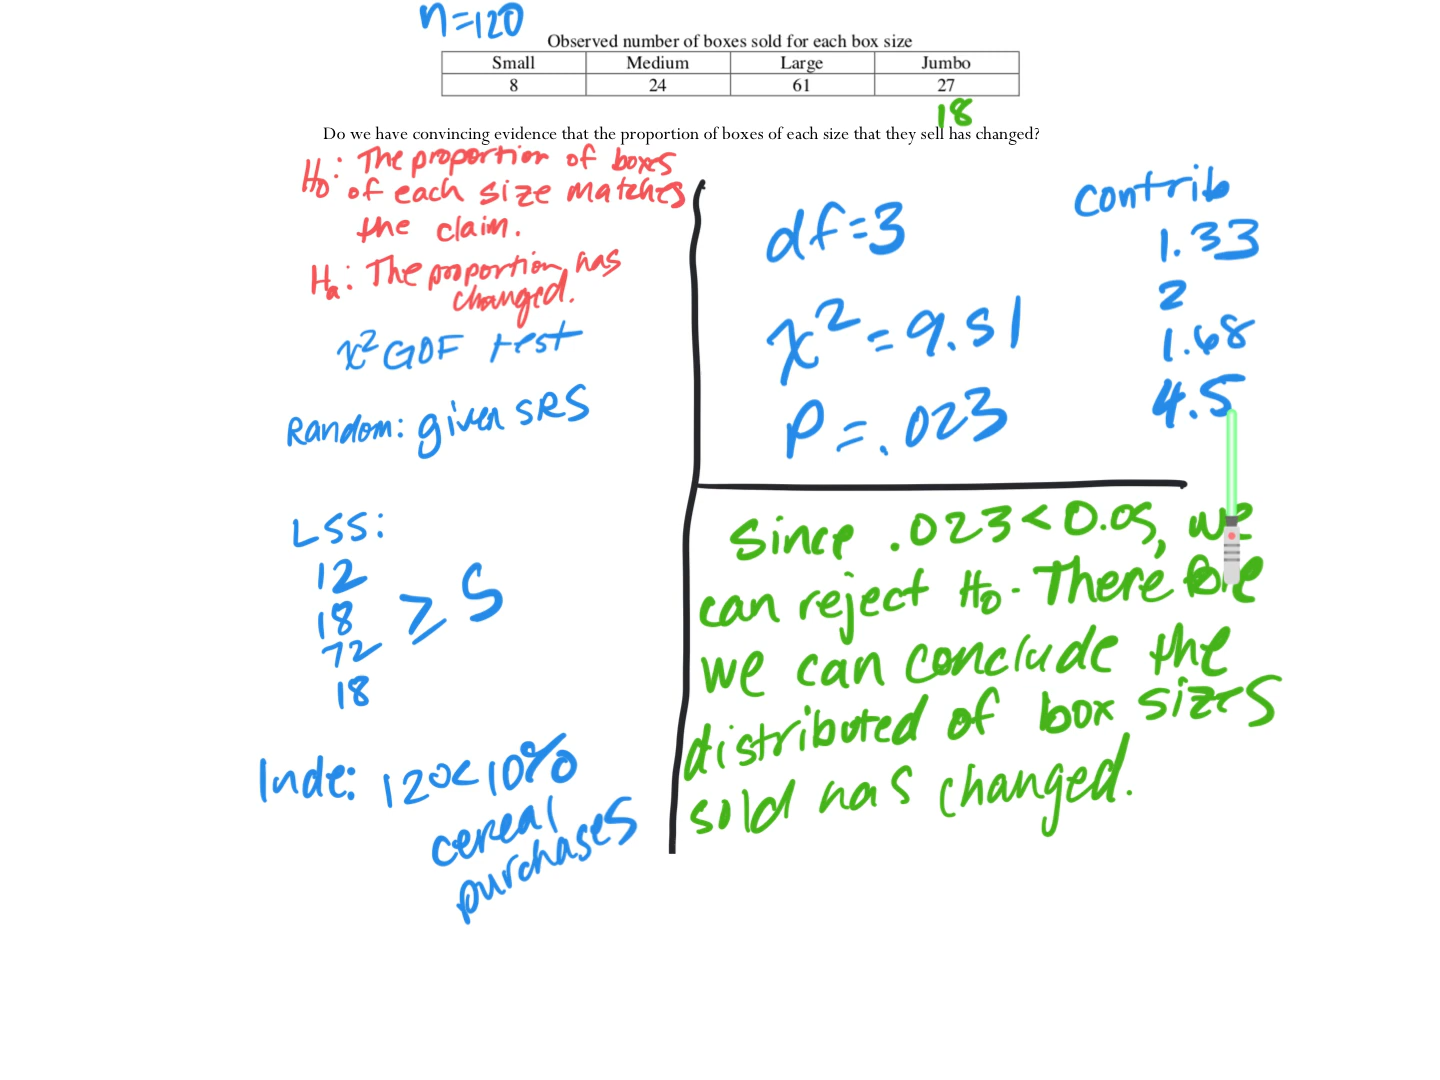 n=120
Observed number of boxes sold for each box size
Small Medium Large Jumbo
8 24 61 27
18
Do we have convincing evidence that the proportion of boxes of each size that they sell has changed?
H₀: The proportion of boxes
of each size matches
the claim.
Hₐ: The proportion has
changed.
χ² GOF test
Random: given SRS
LSS:
12
18
72
18
≥ 5
Inde: 120<10%
cereal
purchases
df=3
χ²=9.51
P=.023
contrib
1.33
2
1.68
4.5
Since .023<0.05, we
can reject H₀. Therefore
we can conclude the
distributed of box sizes
sold has changed.